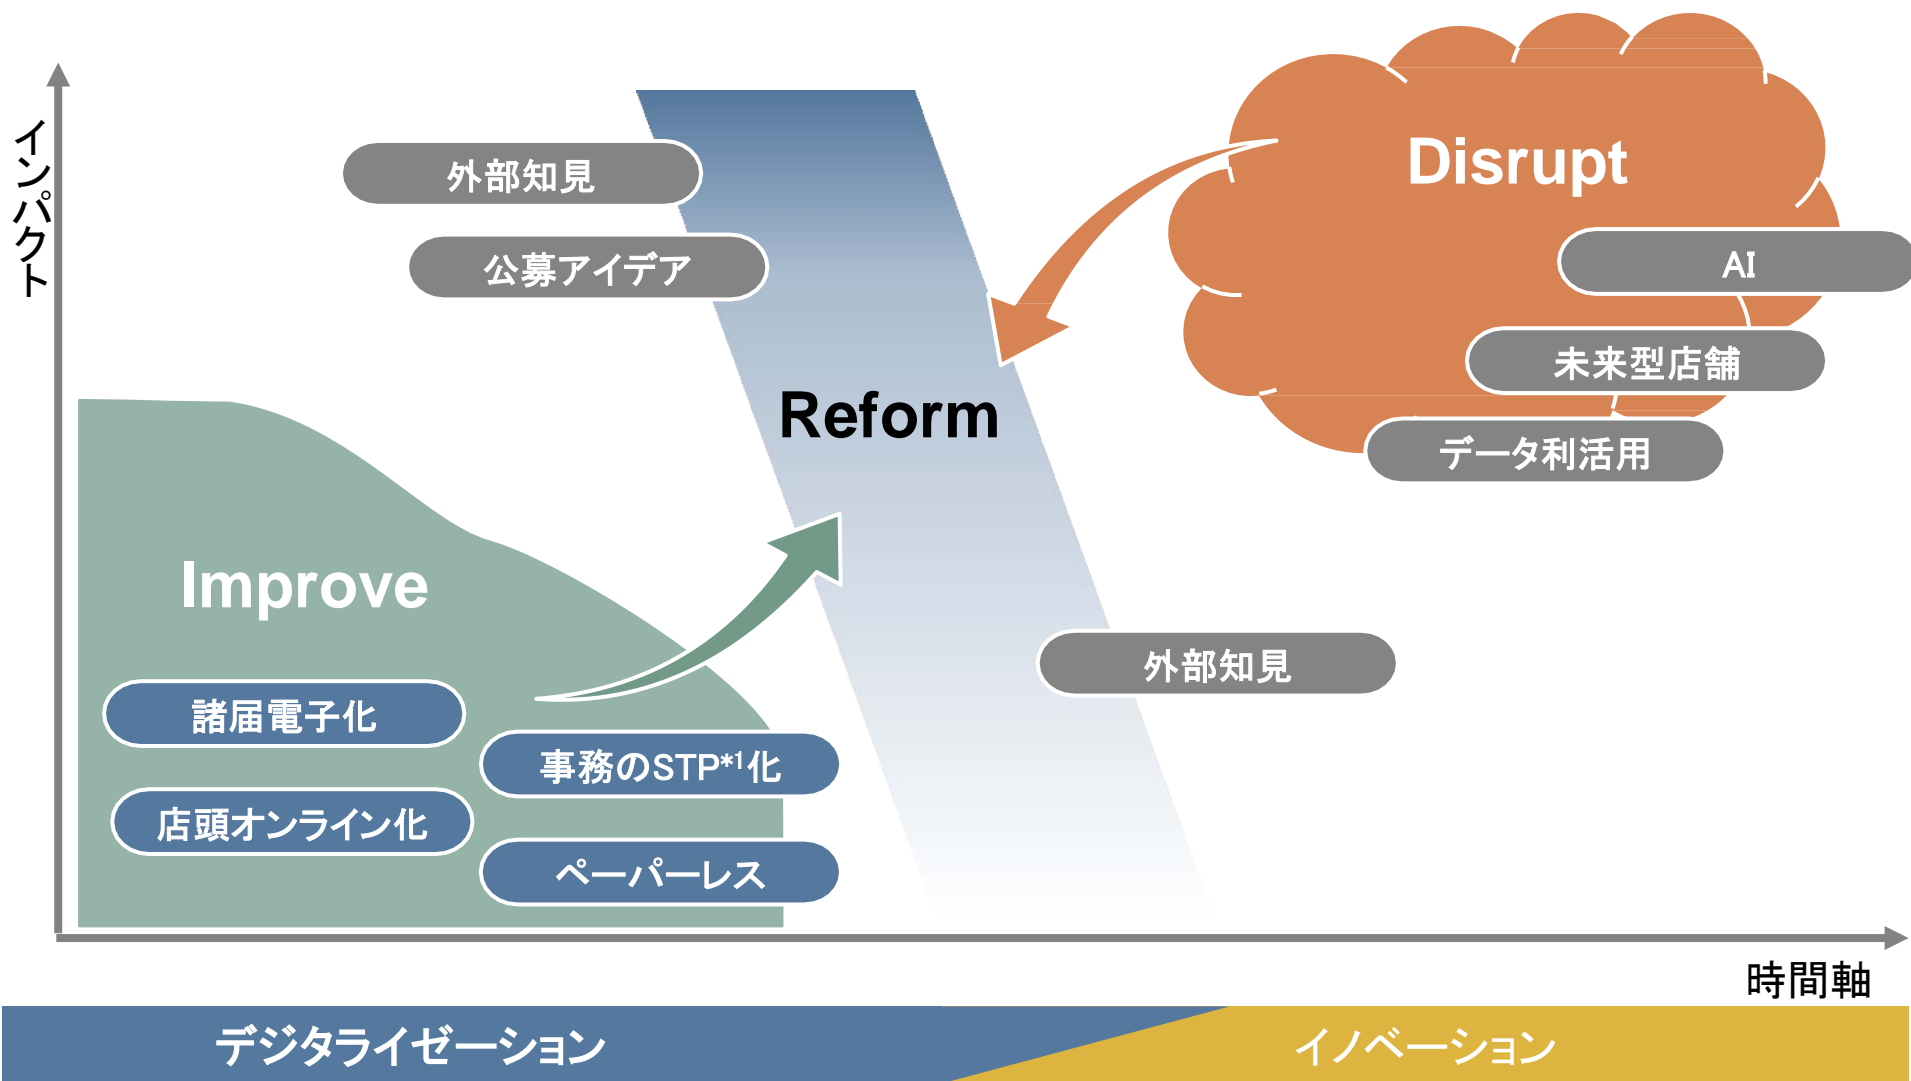 インパクト
外部知見
公募アイデア
Disrupt
AI
未来型店舗
データ利活用
Reform
Improve
外部知見
諸届電子化
事務のSTP*1化
店頭オンライン化
ペーパーレス
時間軸
デジタライゼーション
イノベーション